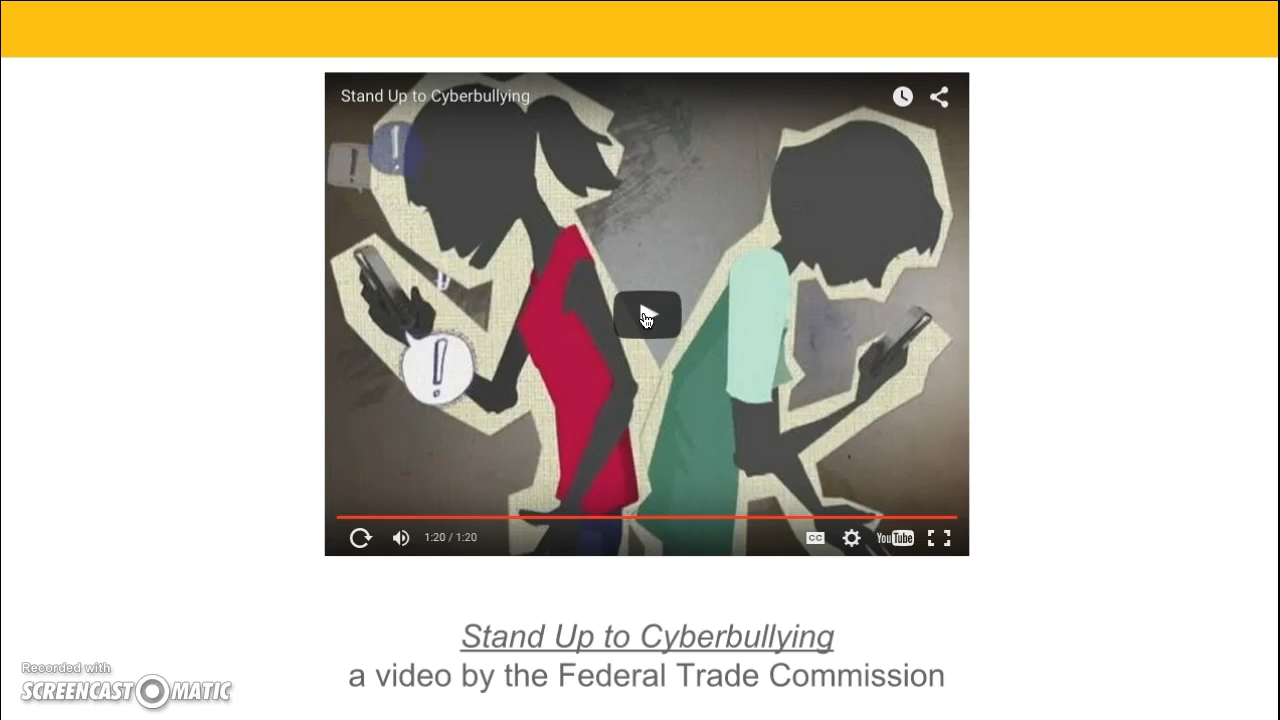 Stand Up to Cyberbullying
!
!
!
1:20 / 1:20
CC
YouTube
Stand Up to Cyberbullying
a video by the Federal Trade Commission
Recorded with
SCREENCAST O MATIC